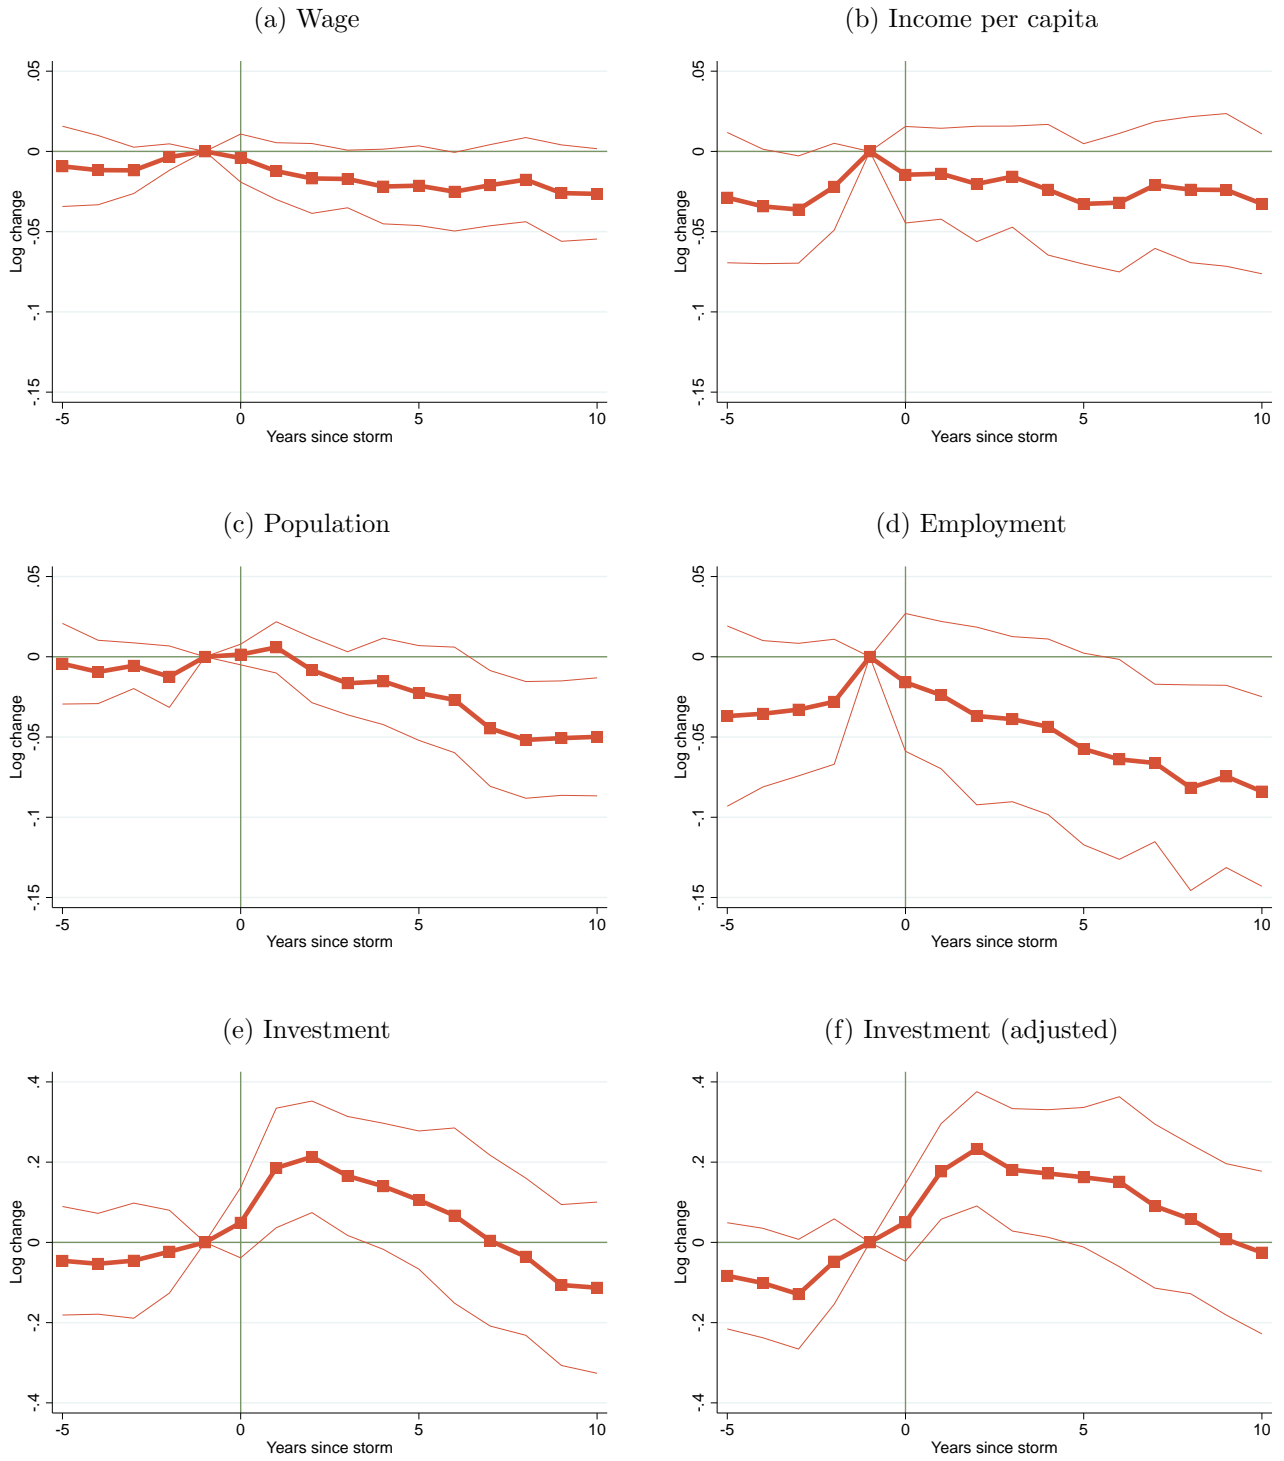 (a) Wage
.05
0
-.05
-.1
-.15
Log change
-5 0 5 10
Years since storm
(b) Income per capita
.05
0
-.05
-.1
-.15
Log change
-5 0 5 10
Years since storm
(c) Population
.05
0
-.05
-.1
-.15
Log change
-5 0 5 10
Years since storm
(d) Employment
.05
0
-.05
-.1
-.15
Log change
-5 0 5 10
Years since storm
(e) Investment
.4
.2
0
-.2
-.4
Log change
-5 0 5 10
Years since storm
(f) Investment (adjusted)
.4
.2
0
-.2
-.4
Log change
-5 0 5 10
Years since storm